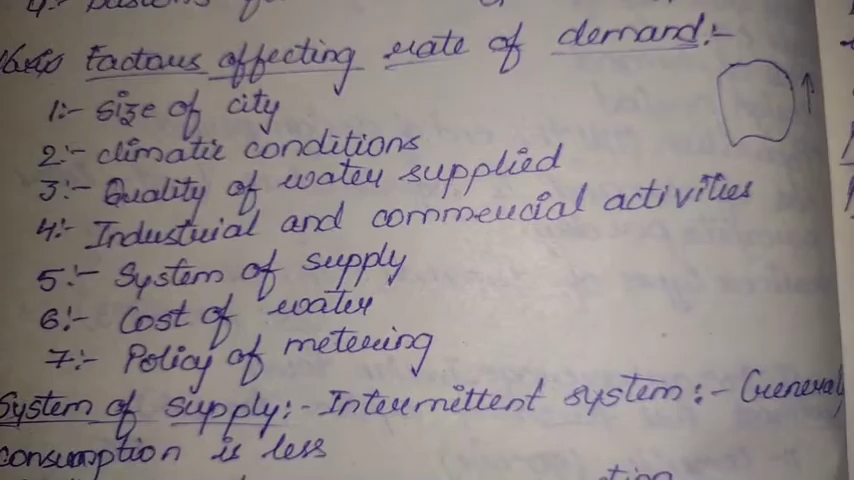 Factors affecting rate of demand:-
1:- Size of city
2:- climatic conditions
3:- Quality of water supplied
4:- Industrial and commercial activities
5:- System of supply
6:- Cost of water
7:- Policy of metering
System of supply:- Intermittent system:- General
consumption is less